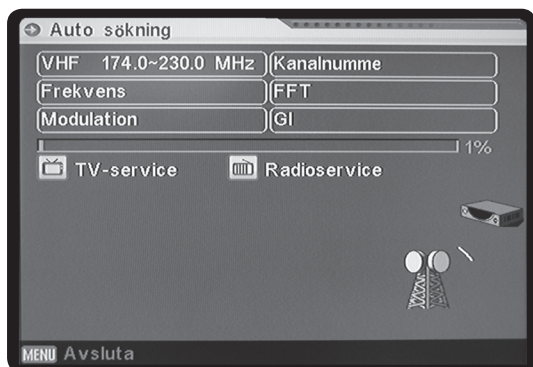 Auto sökning
VHF 174.0~230.0 MHz Kanalnumme
Frekvens FFT
Modulation GI
1%
TV-service Radioservice
MENU Avsluta